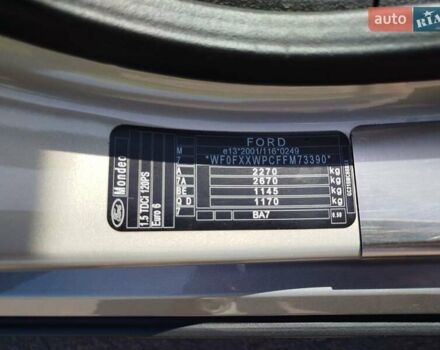 auto RIA
FORD
e13*2001/116*0249
*WF0FXXWPCFFM73390*
2270 kg
2670 kg
1145 kg
1170 kg
BA7
Mondeo
1.5 TDCi 120PS
Euro 6
Ford